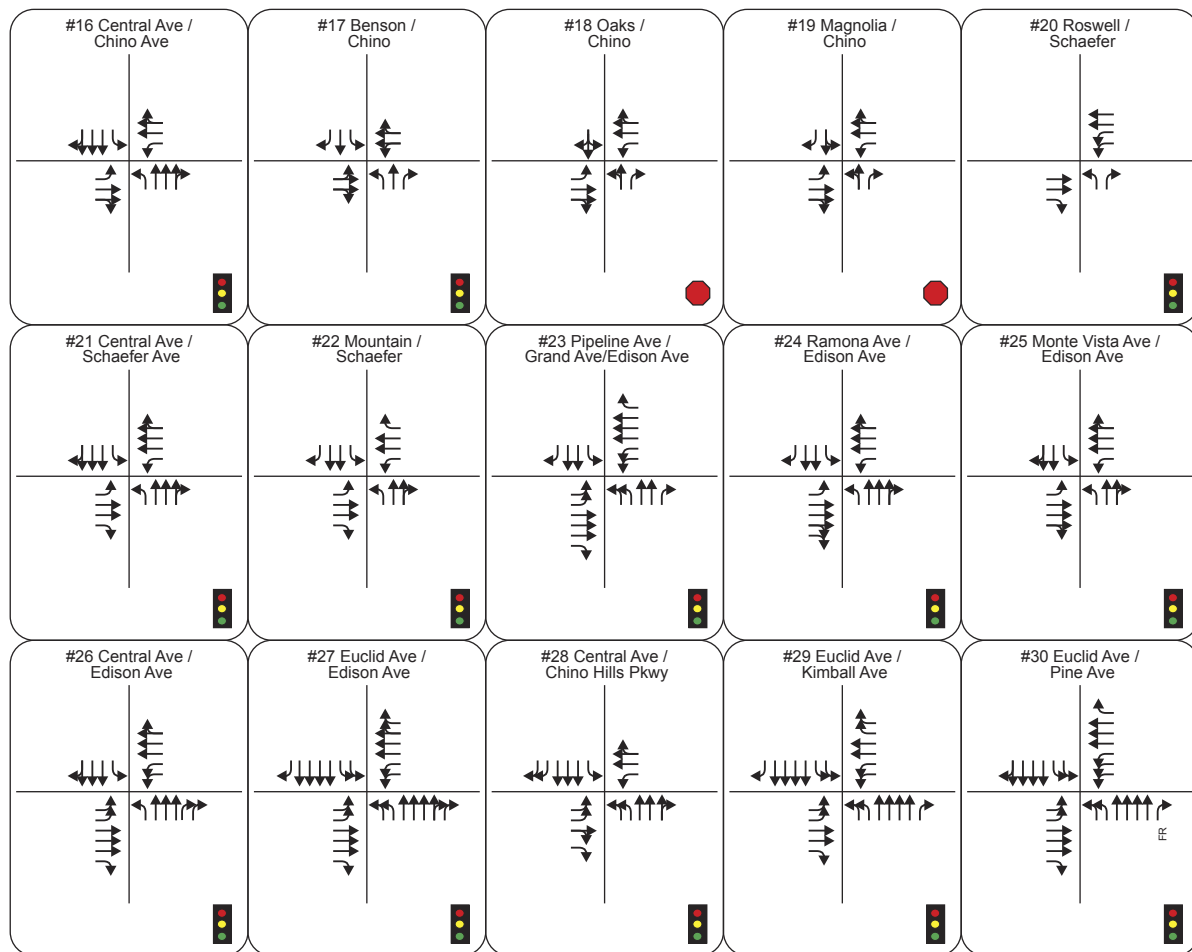 #16 Central Ave /
Chino Ave
#17 Benson /
Chino
#18 Oaks /
Chino
#19 Magnolia /
Chino
#20 Roswell /
Schaefer
#21 Central Ave /
Schaefer Ave
#22 Mountain /
Schaefer
#23 Pipeline Ave /
Grand Ave/Edison Ave
#24 Ramona Ave /
Edison Ave
#25 Monte Vista Ave /
Edison Ave
#26 Central Ave /
Edison Ave
#27 Euclid Ave /
Edison Ave
#28 Central Ave /
Chino Hills Pkwy
#29 Euclid Ave /
Kimball Ave
#30 Euclid Ave /
Pine Ave
FR